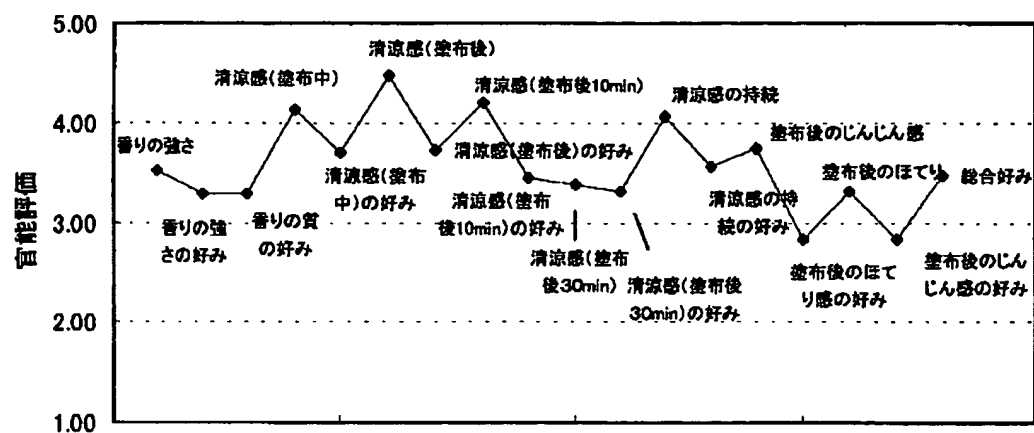 5.00
4.00
3.00
2.00
1.00
官能評価
香りの強さ
香りの強
さの好み
香りの質
の好み
清涼感(塗布中)
清涼感(塗布
中)の好み
清涼感(塗布後)
清涼感(塗布後)の好み
清涼感(塗布後10min)
清涼感(塗布
後10min)の好み
清涼感(塗布
後30min)
清涼感(塗布後
30min)の好み
清涼感の持続
清涼感の持
続の好み
塗布後のじんじん感
塗布後のほて
り感の好み
塗布後のほてり
塗布後のじん
じん感の好み
総合好み